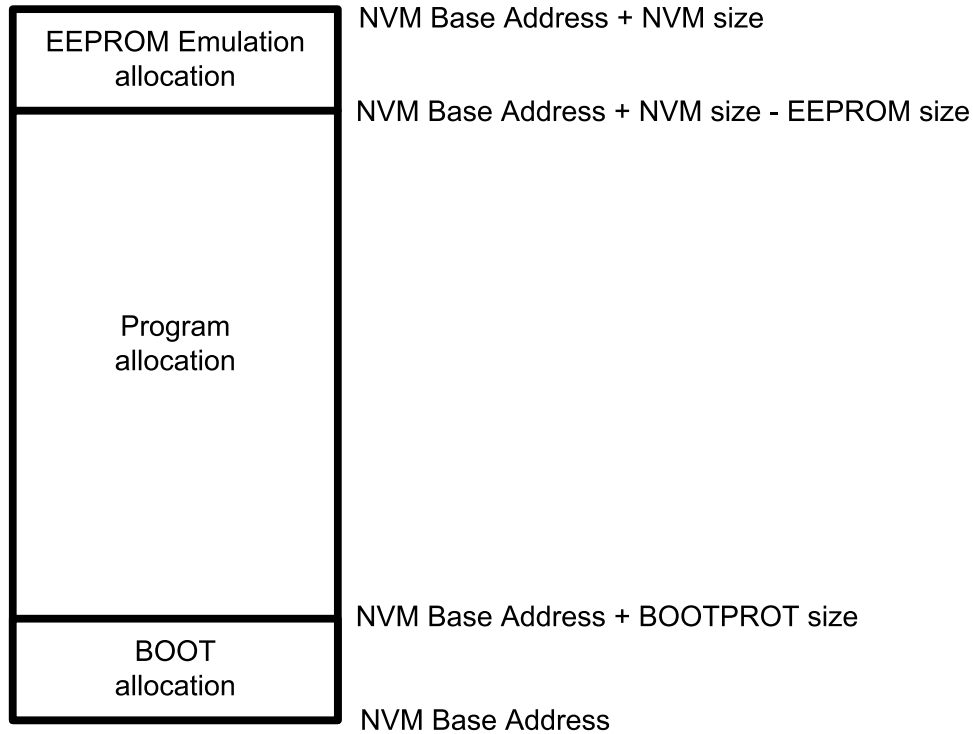 NVM Base Address + NVM size
EEPROM Emulation
allocation
NVM Base Address + NVM size - EEPROM size
Program
allocation
NVM Base Address + BOOTPROT size
BOOT
allocation
NVM Base Address